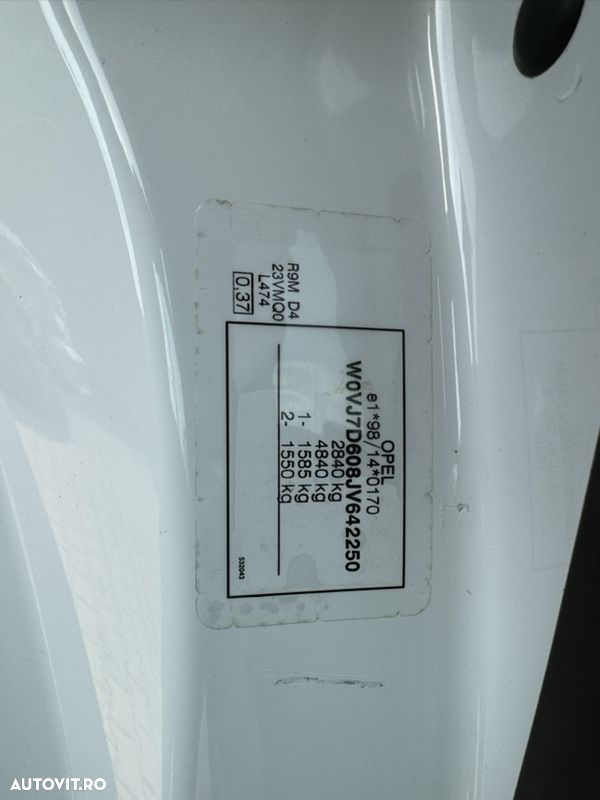 OPEL
e1*98/14*0170
W0VJ7D608JV642250
2840 kg
4840 kg
1- 1585 kg
2- 1550 kg
R9M D4
23VMQ0
L474
0,37
532043
AUTOVIT.RO